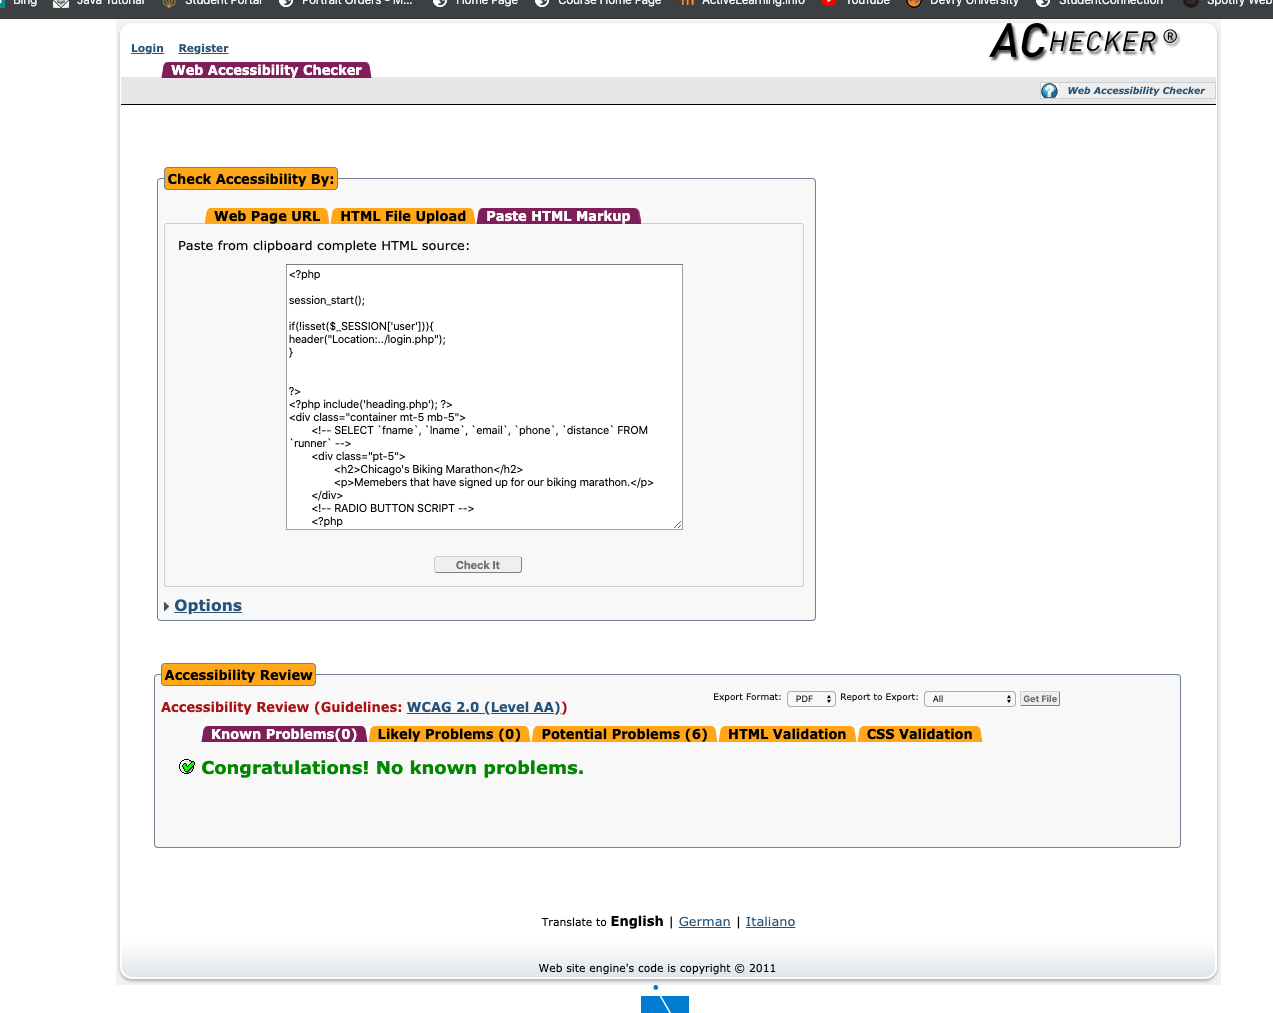 Bing Java Tutorial Student Portal Portrait Orders - M... Home Page Course Home Page ActiveLearning.info YouTube DeVry University StudentConnection Spotify Web
Login Register
ACHECKER ®
Web Accessibility Checker
Web Accessibility Checker
Check Accessibility By:
Web Page URL HTML File Upload Paste HTML Markup
Paste from clipboard complete HTML source:
<?php
session_start();
if(!isset($_SESSION['user'])){
header("Location:../login.php");
}
?>
<?php include('heading.php'); ?>
<div class="container mt-5 mb-5">
<!-- SELECT `fname`, `lname`, `email`, `phone`, `distance` FROM
`runner` -->
<div class="pt-5">
<h2>Chicago's Biking Marathon</h2>
<p>Memebers that have signed up for our biking marathon.</p>
</div>
<!-- RADIO BUTTON SCRIPT -->
<?php
Check It
Options
Accessibility Review
Export Format: PDF Report to Export: All Get File
Accessibility Review (Guidelines: WCAG 2.0 (Level AA))
Known Problems(0) Likely Problems (0) Potential Problems (6) HTML Validation CSS Validation
Congratulations! No known problems.
Translate to English | German | Italiano
Web site engine's code is copyright © 2011